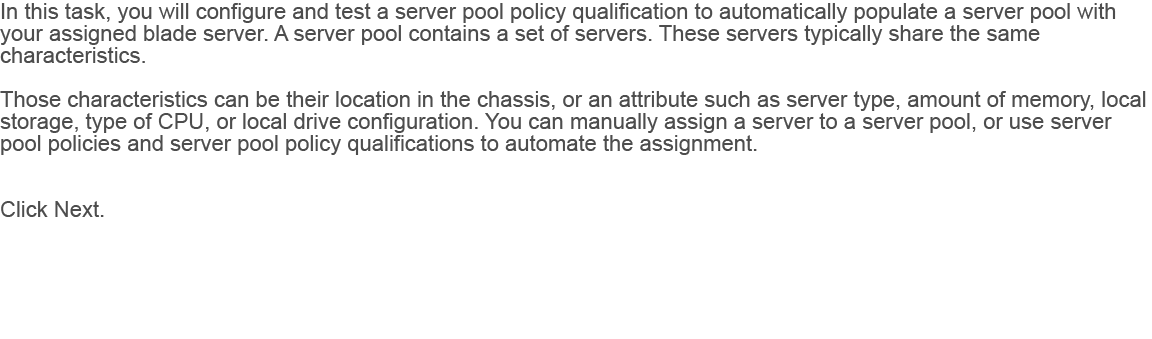 In this task, you will configure and test a server pool policy qualification to automatically populate a server pool with
your assigned blade server. A server pool contains a set of servers. These servers typically share the same
characteristics.
Those characteristics can be their location in the chassis, or an attribute such as server type, amount of memory, local
storage, type of CPU, or local drive configuration. You can manually assign a server to a server pool, or use server
pool policies and server pool policy qualifications to automate the assignment.
Click Next.